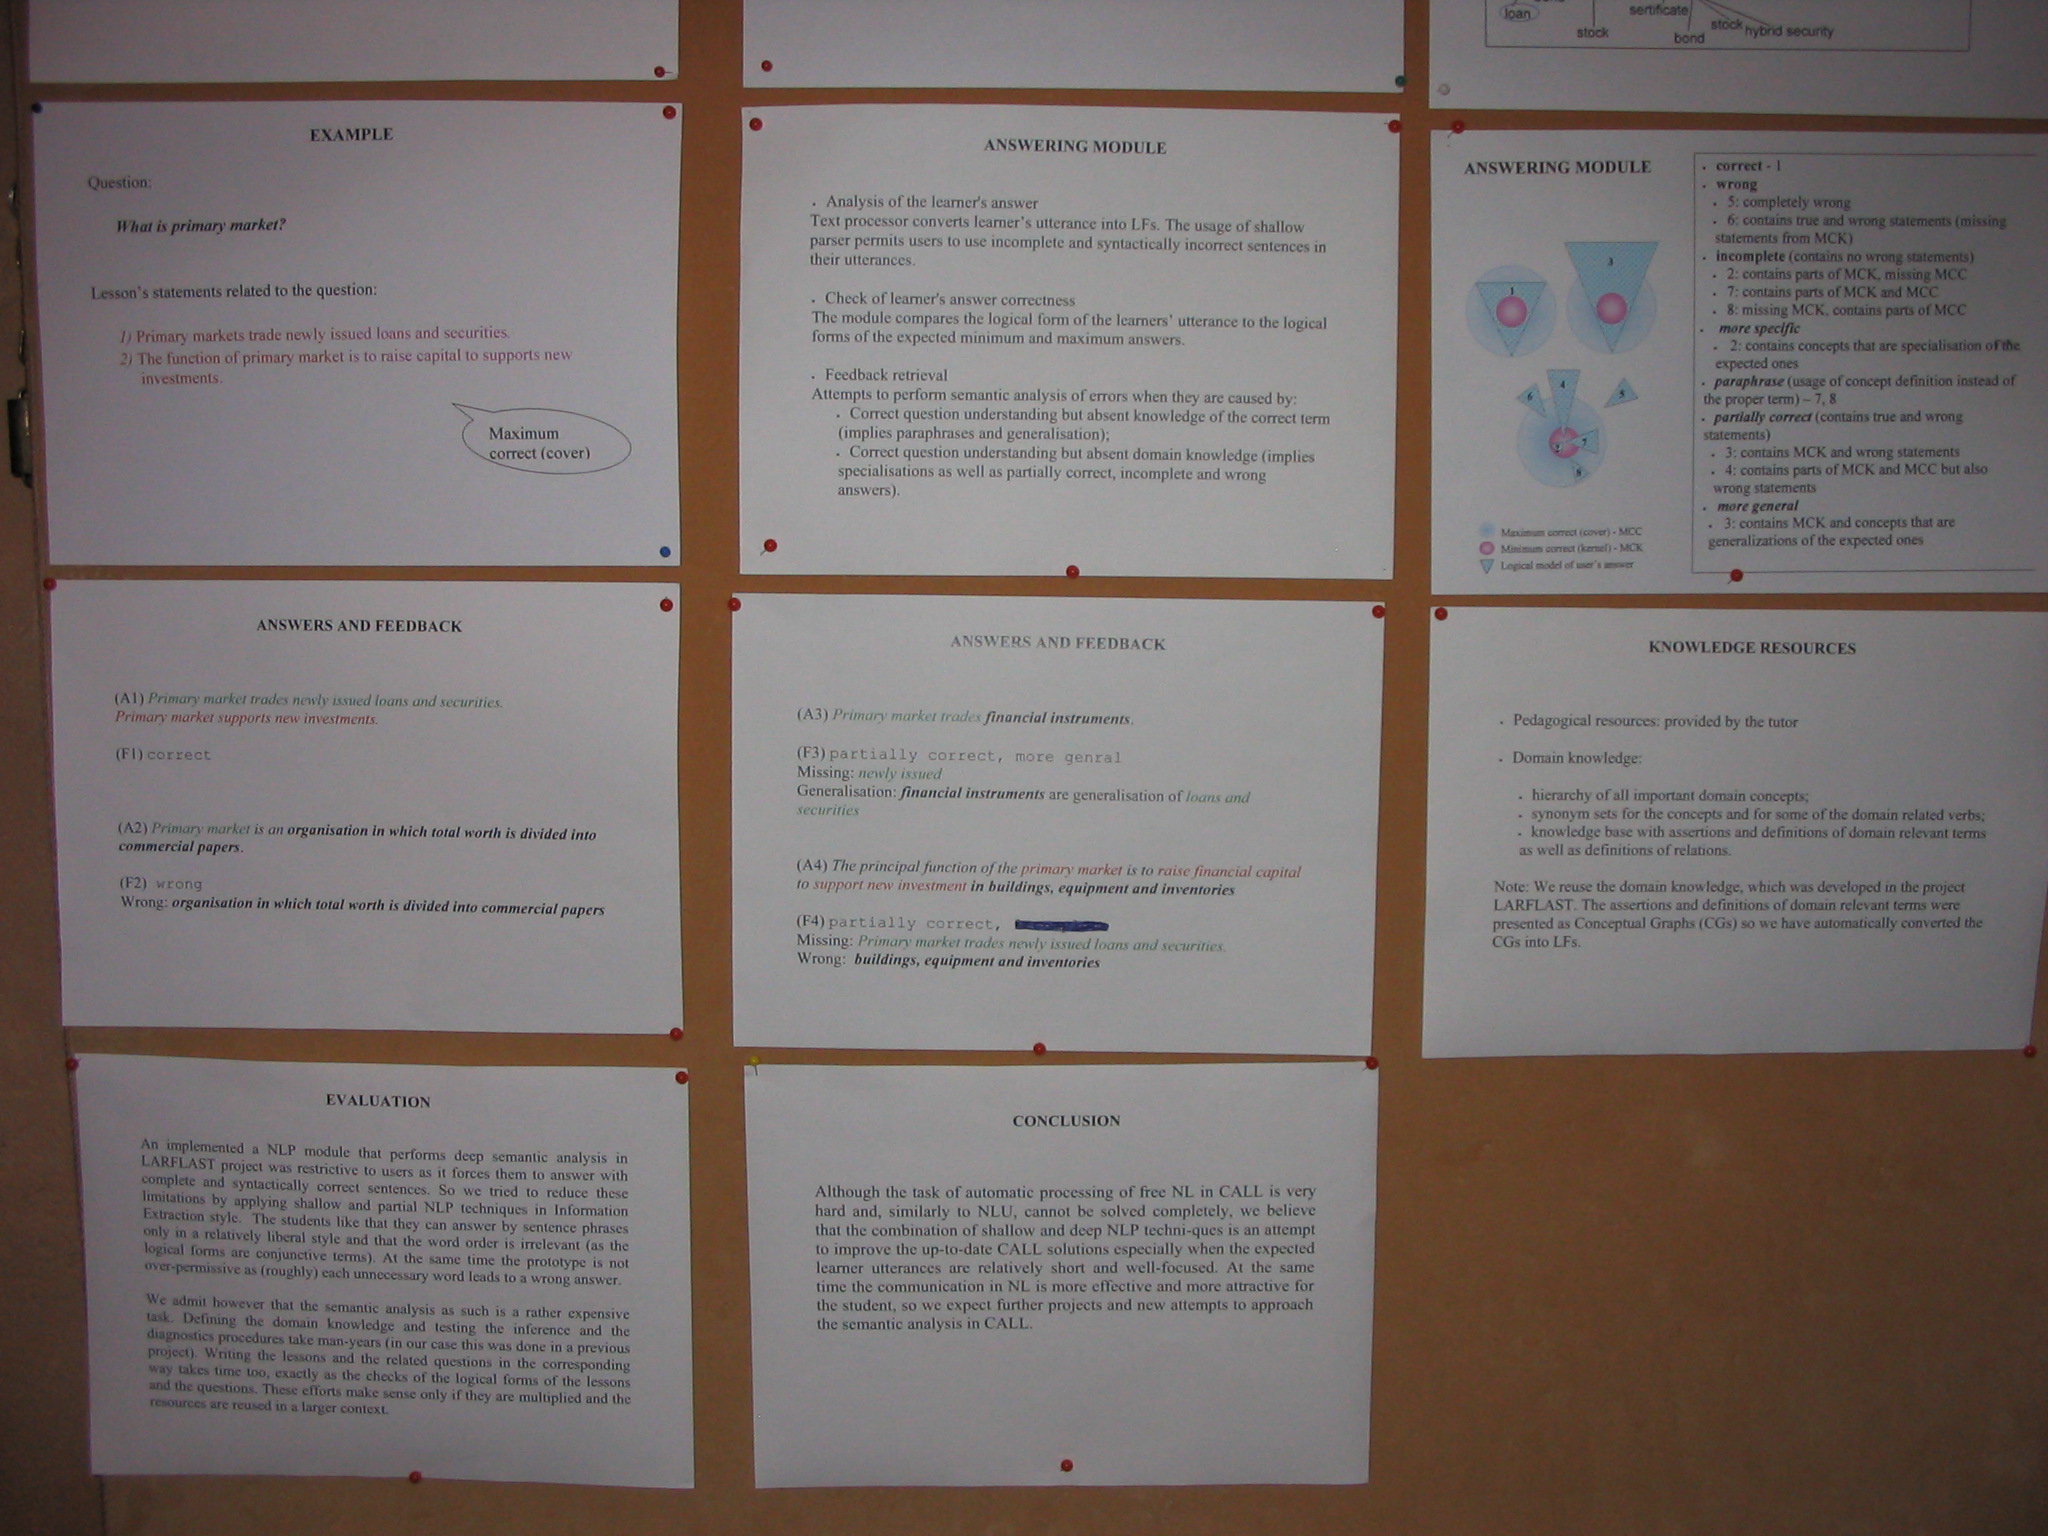 loan
stock
sertificate
bond
stock
hybrid security
EXAMPLE
Question:
What is primary market?
Lesson's statements related to the question:
1) Primary markets trade newly issued loans and securities.
2) The function of primary market is to raise capital to supports new
investments.
Maximum
correct (cover)
ANSWERING MODULE
. Analysis of the learner's answer
Text processor converts learner's utterance into LFs. The usage of shallow
parser permits users to use incomplete and syntactically incorrect sentences in
their utterances.
. Check of learner's answer correctness
The module compares the logical form of the learners' utterance to the logical
forms of the expected minimum and maximum answers.
. Feedback retrieval
Attempts to perform semantic analysis of errors when they are caused by:
. Correct question understanding but absent knowledge of the correct term
(implies paraphrases and generalisation);
. Correct question understanding but absent domain knowledge (implies
specialisations as well as partially correct, incomplete and wrong
answers).
ANSWERING MODULE
1
3
4
6
5
2
7
8
Maximum correct (cover) - MCC
Minimum correct (kernel) - MCK
Logical model of user's answer
. correct - 1
. wrong
. 5: completely wrong
. 6: contains true and wrong statements (missing
statements from MCK)
. incomplete (contains no wrong statements)
. 2: contains parts of MCK, missing MCC
. 7: contains parts of MCK and MCC
. 8: missing MCK, contains parts of MCC
. more specific
. 2: contains concepts that are specialisation of the
expected ones
. paraphrase (usage of concept definition instead of
the proper term) – 7, 8
. partially correct (contains true and wrong
statements)
. 3: contains MCK and wrong statements
. 4: contains parts of MCK and MCC but also
wrong statements
. more general
. 3: contains MCK and concepts that are
generalizations of the expected ones
ANSWERS AND FEEDBACK
(A1) Primary market trades newly issued loans and securities.
Primary market supports new investments.
(F1) correct
(A2) Primary market is an organisation in which total worth is divided into
commercial papers.
(F2) wrong
Wrong: organisation in which total worth is divided into commercial papers
ANSWERS AND FEEDBACK
(A3) Primary market trades financial instruments.
(F3) partially correct, more genral
Missing: newly issued
Generalisation: financial instruments are generalisation of loans and
securities
(A4) The principal function of the primary market is to raise financial capital
to support new investment in buildings, equipment and inventories
(F4) partially correct,
Missing: Primary market trades newly issued loans and securities.
Wrong: buildings, equipment and inventories
KNOWLEDGE RESOURCES
. Pedagogical resources: provided by the tutor
. Domain knowledge:
. hierarchy of all important domain concepts;
. synonym sets for the concepts and for some of the domain related verbs;
. knowledge base with assertions and definitions of domain relevant terms
as well as definitions of relations.
Note: We reuse the domain knowledge, which was developed in the project
LARFLAST. The assertions and definitions of domain relevant terms were
presented as Conceptual Graphs (CGs) so we have automatically converted the
CGs into LFs.
EVALUATION
An implemented a NLP module that performs deep semantic analysis in
LARFLAST project was restrictive to users as it forces them to answer with
complete and syntactically correct sentences. So we tried to reduce these
limitations by applying shallow and partial NLP techniques in Information
Extraction style. The students like that they can answer by sentence phrases
only in a relatively liberal style and that the word order is irrelevant (as the
logical forms are conjunctive terms). At the same time the prototype is not
over-permissive as (roughly) each unnecessary word leads to a wrong answer.
We admit however that the semantic analysis as such is a rather expensive
task. Defining the domain knowledge and testing the inference and the
diagnostics procedures take man-years (in our case this was done in a previous
project). Writing the lessons and the related questions in the corresponding
way takes time too, exactly as the checks of the logical forms of the lessons
and the questions. These efforts make sense only if they are multiplied and the
resources are reused in a larger context.
CONCLUSION
Although the task of automatic processing of free NL in CALL is very
hard and, similarly to NLU, cannot be solved completely, we believe
that the combination of shallow and deep NLP techni-ques is an attempt
to improve the up-to-date CALL solutions especially when the expected
learner utterances are relatively short and well-focused. At the same
time the communication in NL is more effective and more attractive for
the student, so we expect further projects and new attempts to approach
the semantic analysis in CALL.